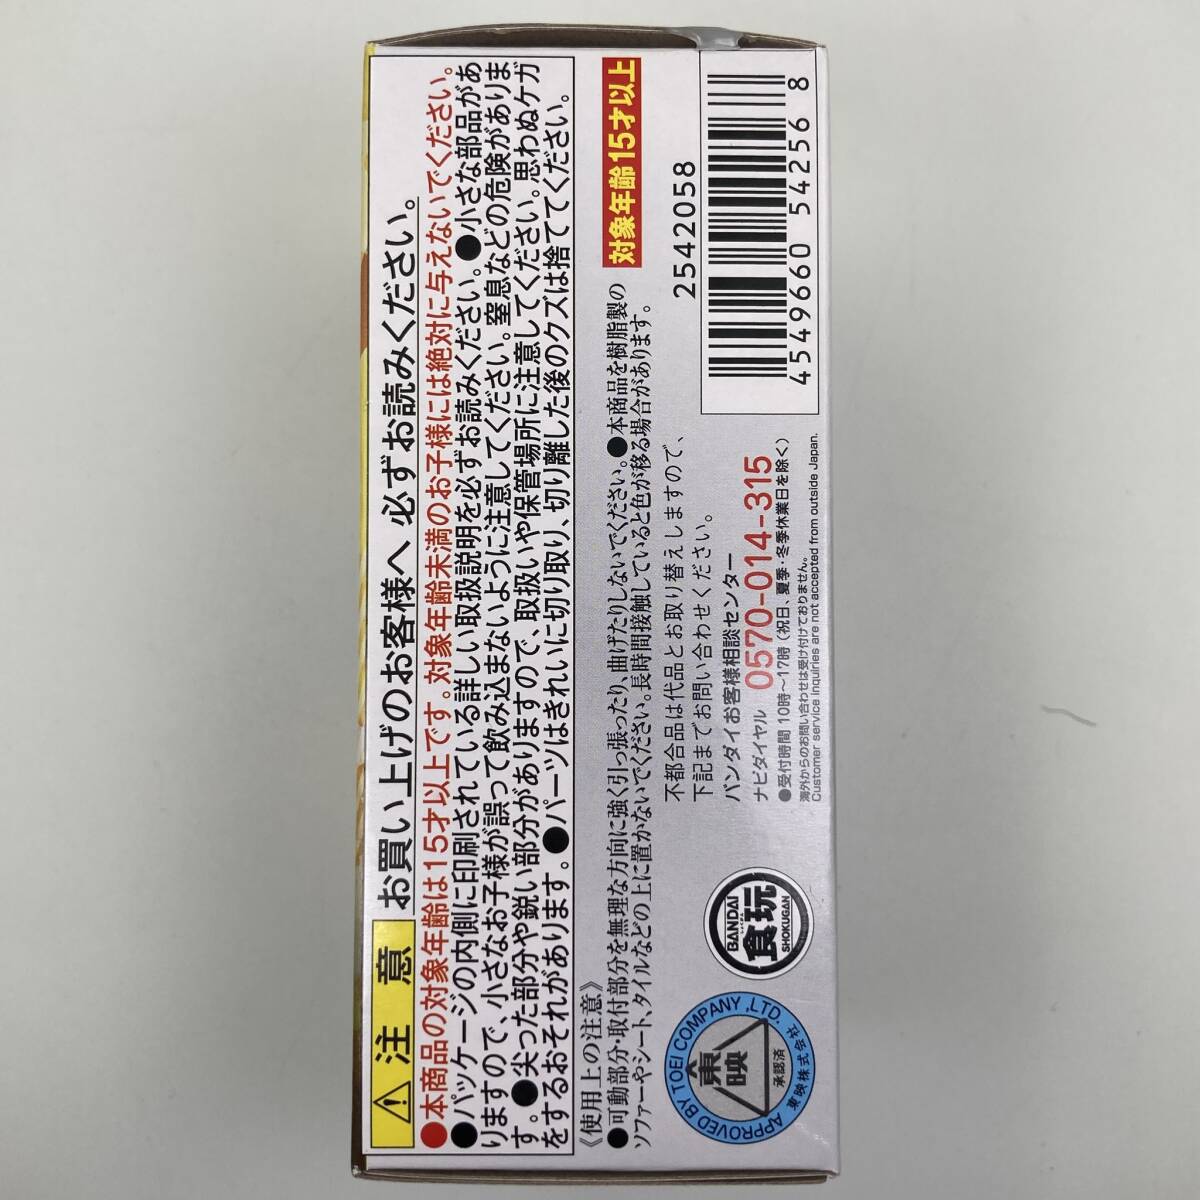 注意
お買い上げのお客様へ 必ずお読みください。
●本商品の対象年齢は15才以上です。対象年齢未満のお子様には絶対に与えないでください。
●パッケージの内側に印刷されている詳しい取扱説明を必ずお読みください。●小さな部品があ
りますので、小さなお子様が誤って飲み込まないように注意してください。窒息などの危険がありま
す。●尖った部分や鋭い部分がありますので、取扱いや保管場所に注意してください。思わぬケガ
をするおそれがあります。●パーツはきれいに切り取り、切り離した後のクズは捨ててください。
《使用上の注意》
●可動部分・取付部分を無理な方向に強く引っ張ったり、曲げたりしないでください。●本商品を樹脂製の
ソファーやシート、タイルなどの上に置かないでください。長時間接触していると色が移る場合があります。
対象年齢15才以上
不都合品は代品とお取り替えしますので、
下記までお問い合わせください。
バンダイお客様相談センター
ナビダイヤル 0570-014-315
●受付時間 10時〜17時（祝日、夏季・冬季休業日を除く）
海外からのお問い合わせは受け付けておりません。
Customer service inquiries are not accepted from outside Japan.
2542058
4549660 54256 8
BANDAI
食玩
SHOKUGAN
APPROVED BY TOEI COMPANY ,LTD.
東映
承認済
東映株式会社